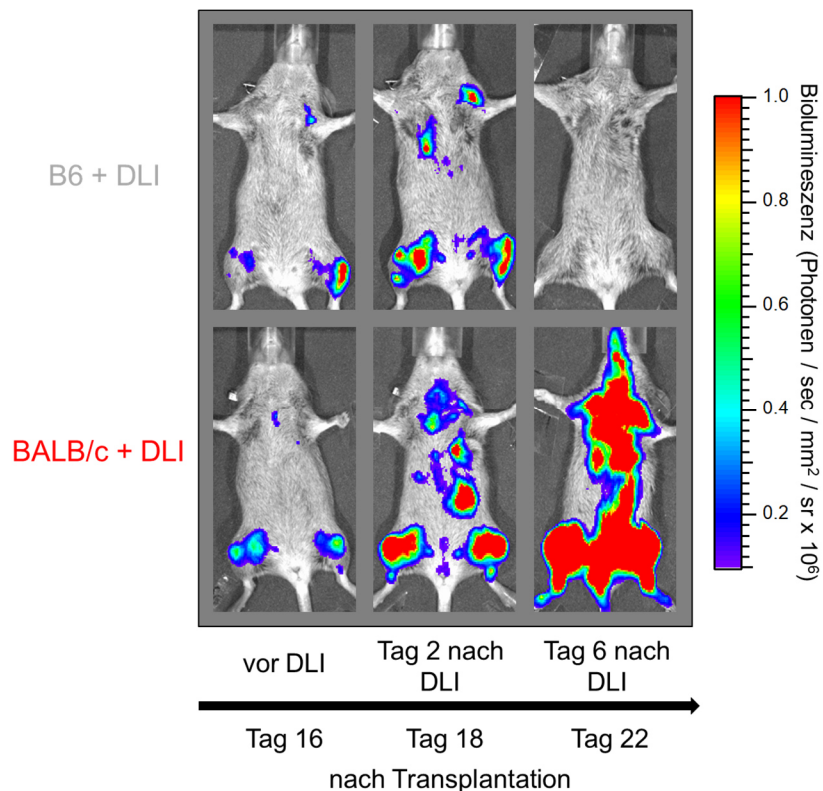 B6 + DLI
BALB/c + DLI
1.0
0.8
0.6
0.4
0.2
Biolumineszenz (Photonen / sec / mm² / sr x 10⁶)
vor DLI
Tag 2 nach
DLI
Tag 6 nach
DLI
Tag 16
Tag 18
Tag 22
nach Transplantation